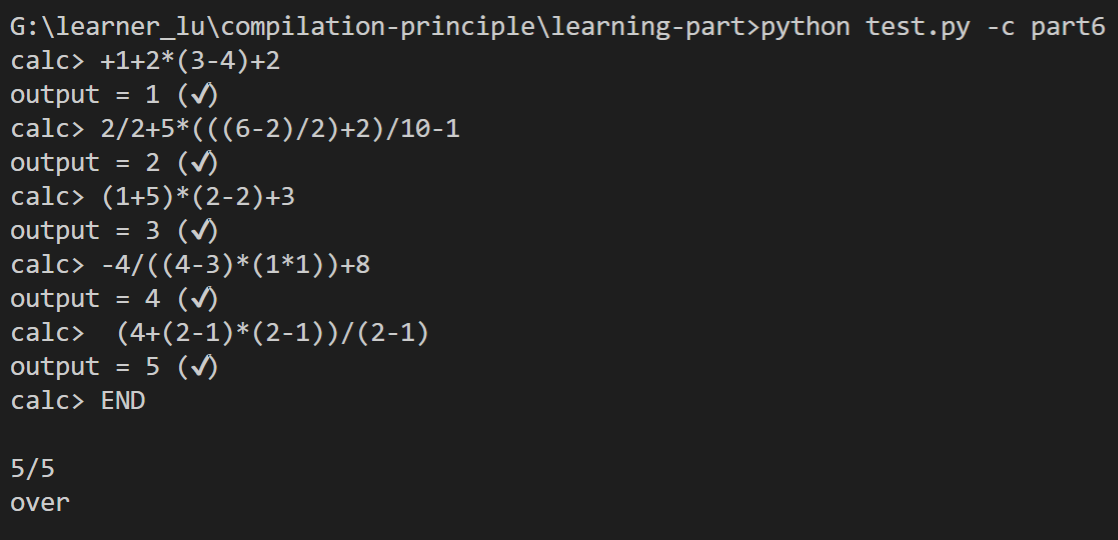 G:\learner_lu\compilation-principle\learning-part>python test.py -c part6
calc> +1+2*(3-4)+2
output = 1 (✓)
calc> 2/2+5*(((6-2)/2)+2)/10-1
output = 2 (✓)
calc> (1+5)*(2-2)+3
output = 3 (✓)
calc> -4/((4-3)*(1*1))+8
output = 4 (✓)
calc>  (4+(2-1)*(2-1))/(2-1)
output = 5 (✓)
calc> END
5/5
over